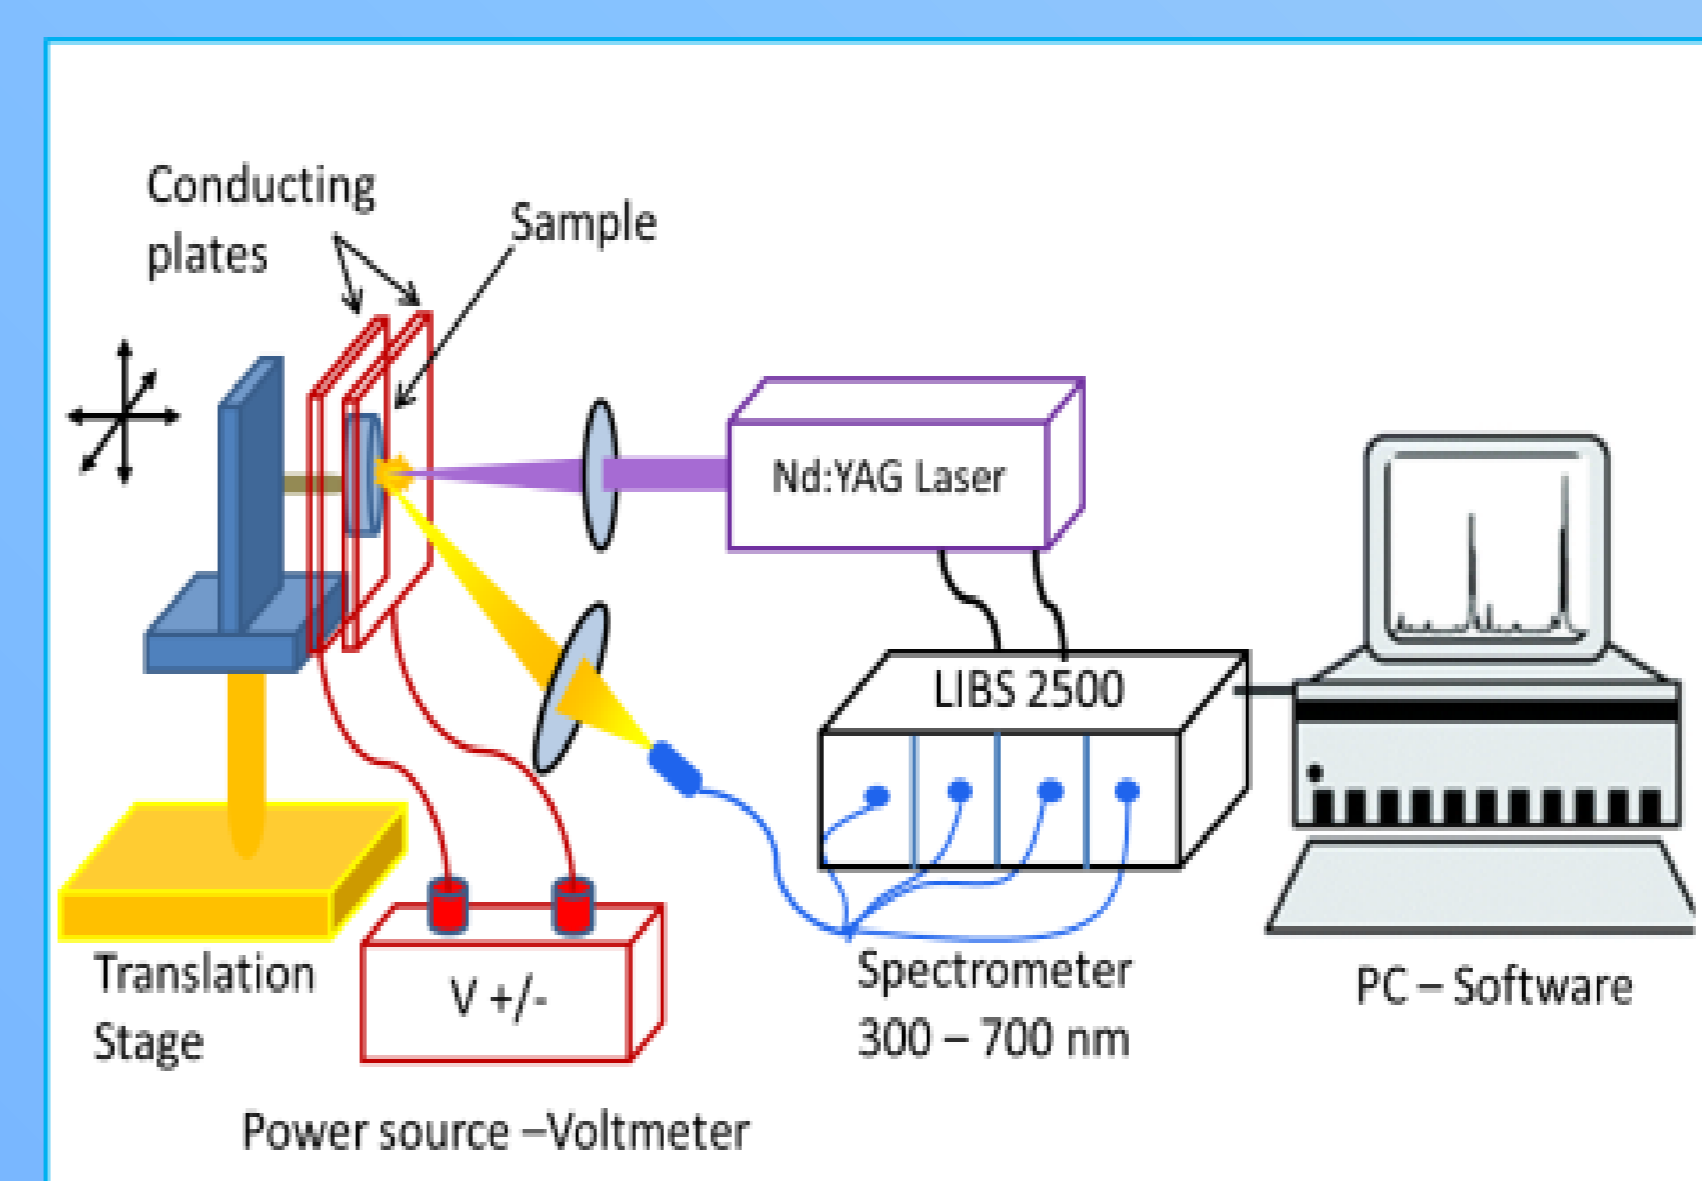 Conducting
plates
Sample
Nd:YAG Laser
LIBS 2500
Translation
Stage
V +/-
Spectrometer
300 – 700 nm
PC – Software
Power source –Voltmeter